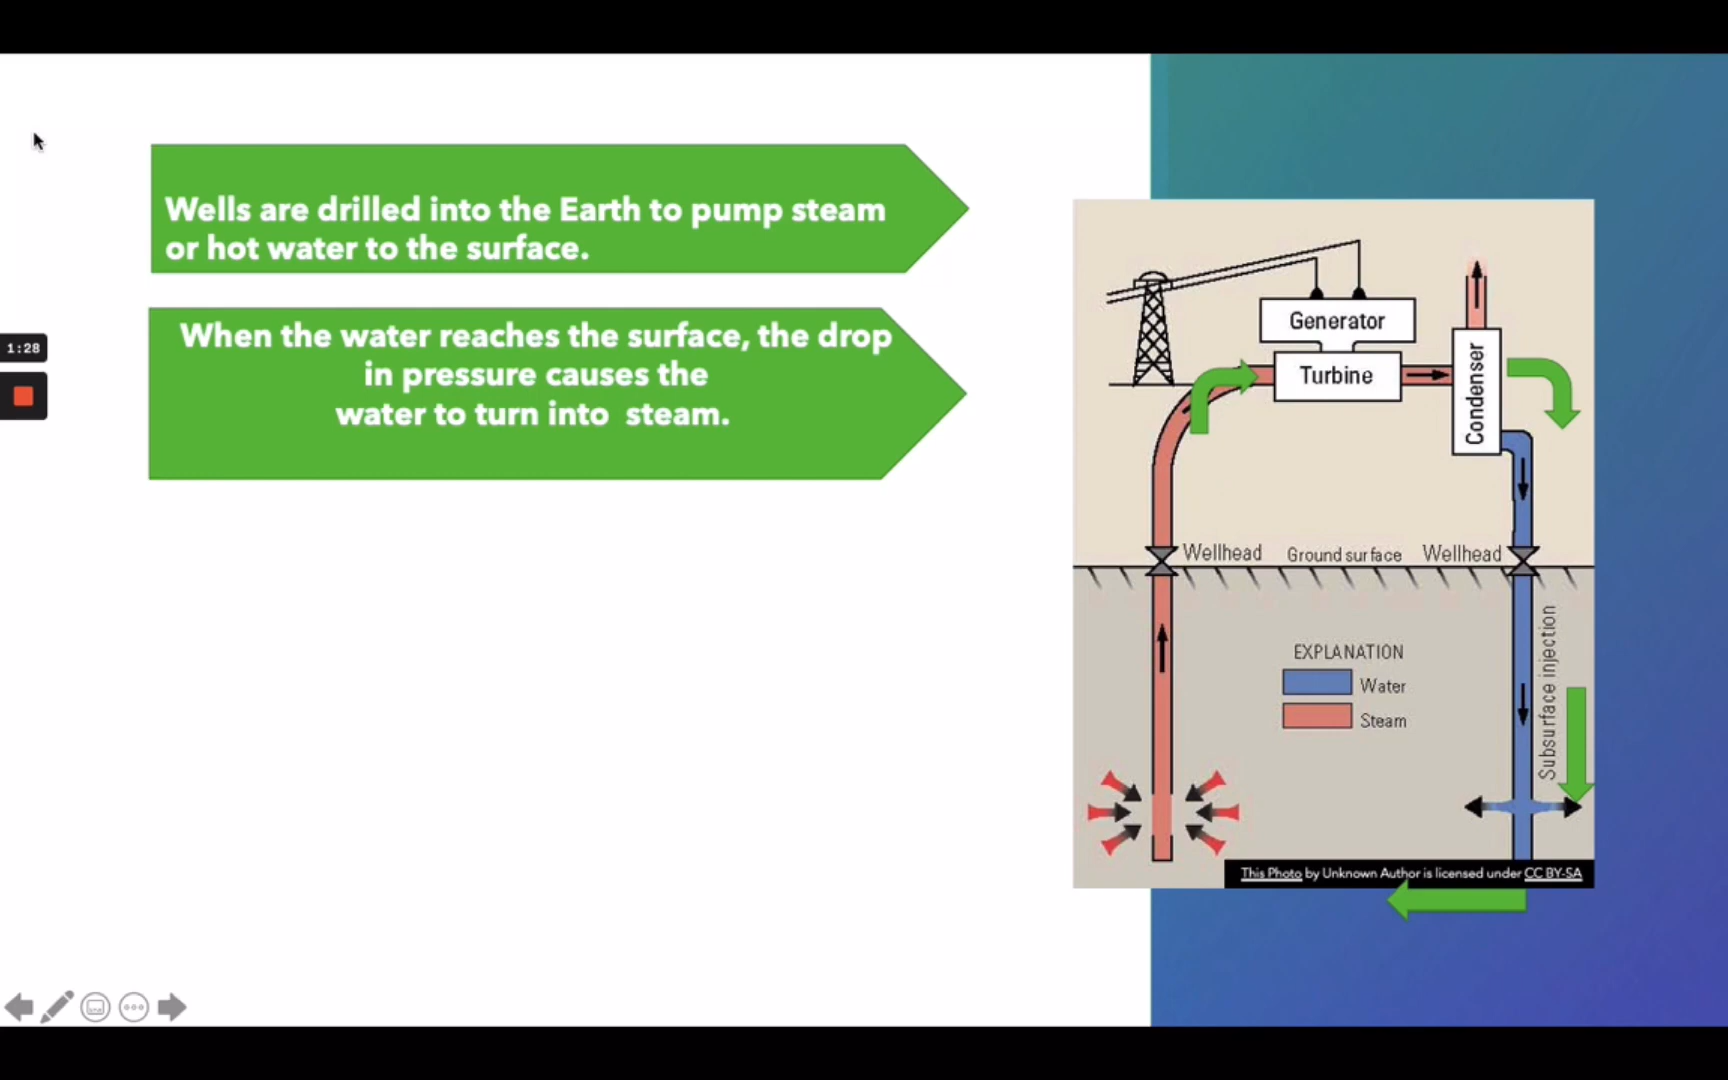 Wells are drilled into the Earth to pump steam
or hot water to the surface.
When the water reaches the surface, the drop
in pressure causes the
water to turn into steam.
1:28
Generator
Turbine
Condenser
Wellhead
Ground surface
Wellhead
EXPLANATION
Water
Steam
Subsurface injection
This Photo by Unknown Author is licensed under CC BY-SA